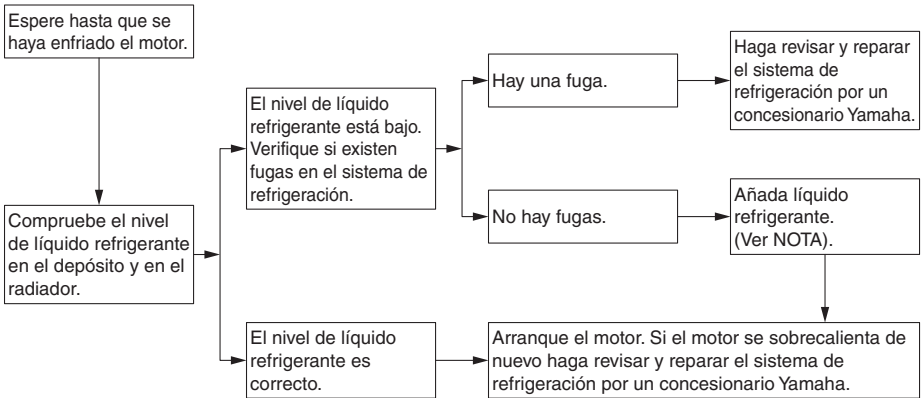 Espere hasta que se
haya enfriado el motor.
Compruebe el nivel
de líquido refrigerante
en el depósito y en el
radiador.
El nivel de líquido
refrigerante está bajo.
Verifique si existen
fugas en el sistema de
refrigeración.
Hay una fuga.
Haga revisar y reparar
el sistema de
refrigeración por un
concesionario Yamaha.
No hay fugas.
Añada líquido
refrigerante.
(Ver NOTA).
El nivel de líquido
refrigerante es
correcto.
Arranque el motor. Si el motor se sobrecalienta de
nuevo haga revisar y reparar el sistema de
refrigeración por un concesionario Yamaha.